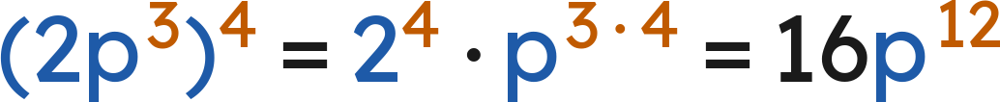 (2p³)⁴ = 2⁴ · p³ ˙ ⁴ = 16p¹²